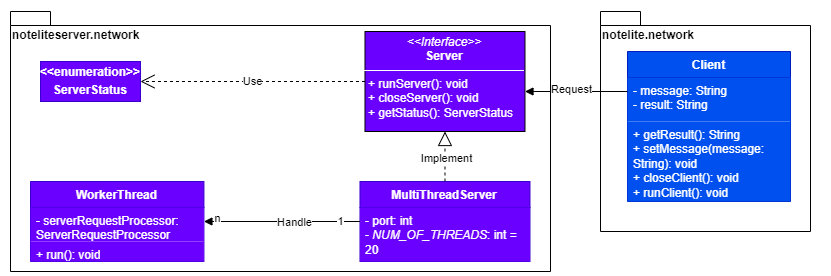 noteliteserver.network
<<enumeration>>
ServerStatus
Use
<<Interface>>
Server
+ runServer(): void
+ closeServer(): void
+ getStatus(): ServerStatus
Request
Implement
WorkerThread
- serverRequestProcessor:
ServerRequestProcessor
+ run(): void
n
Handle
1
MultiThreadServer
- port: int
- NUM_OF_THREADS: int =
20
notelite.network
Client
- message: String
- result: String
+ getResult(): String
+ setMessage(message:
String): void
+ closeClient(): void
+ runClient(): void